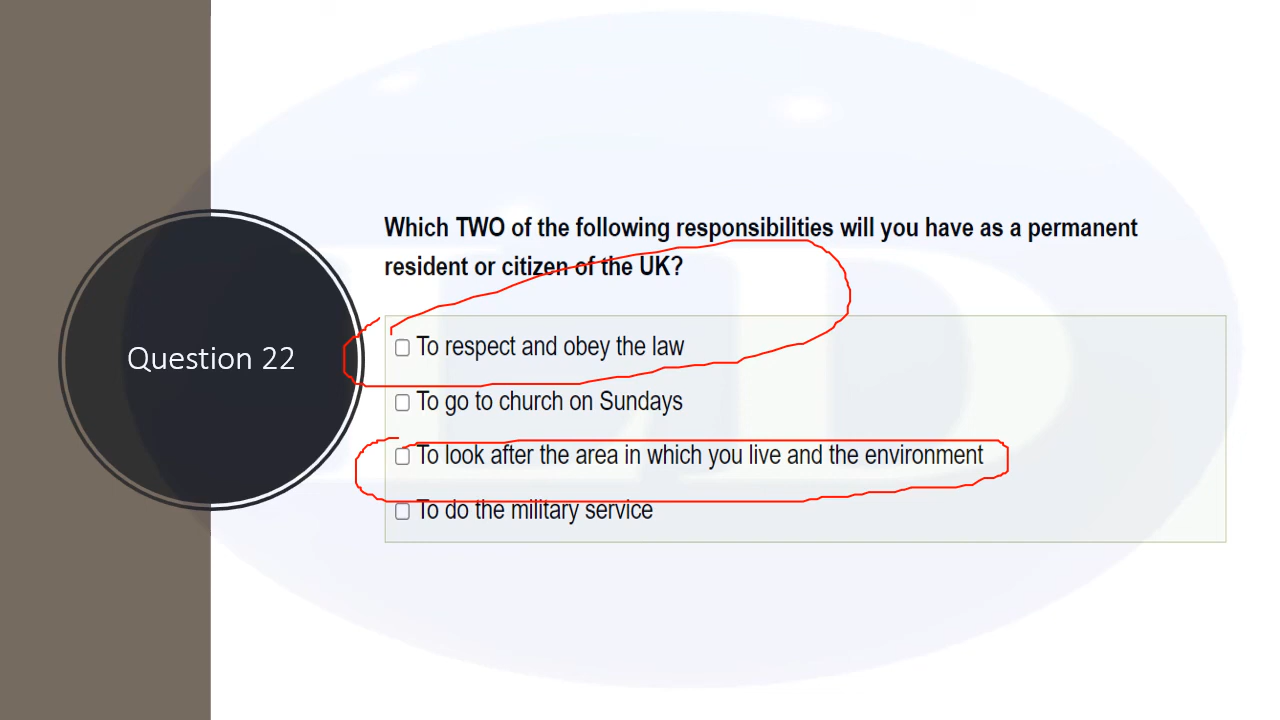 Question 22
Which TWO of the following responsibilities will you have as a permanent
resident or citizen of the UK?
To respect and obey the law
To go to church on Sundays
To look after the area in which you live and the environment
To do the military service